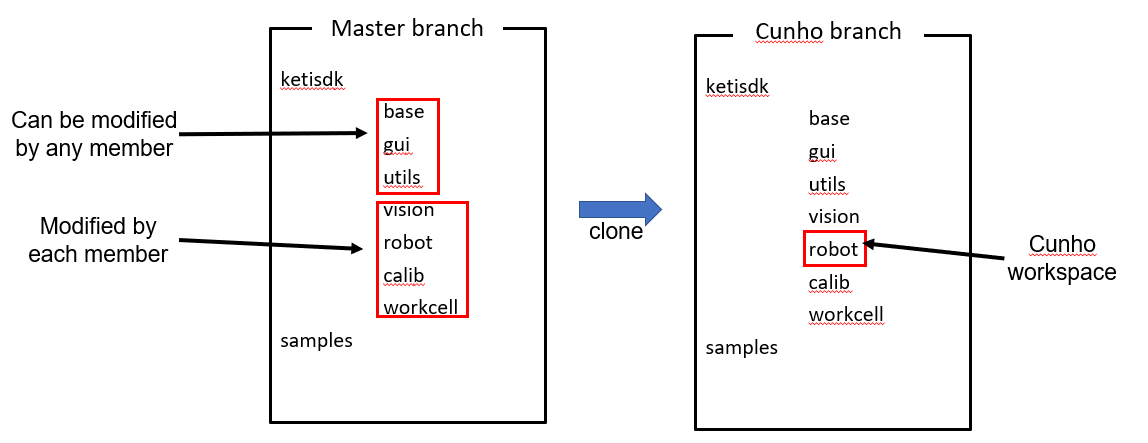 Master branch
ketisdk
base
gui
utils
vision
robot
calib
workcell
samples
Can be modified
by any member
Modified by
each member
clone
Cunho branch
ketisdk
base
gui
utils
vision
robot
calib
workcell
samples
Cunho
workspace